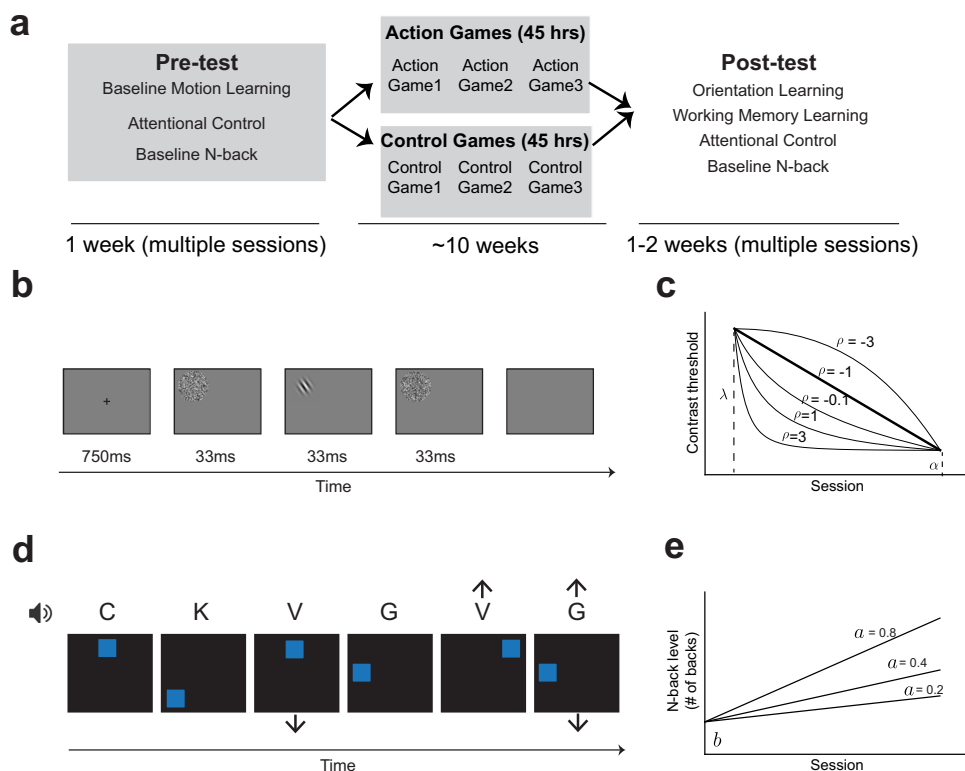 a
Pre-test
Baseline Motion Learning
Attentional Control
Baseline N-back
Action Games (45 hrs)
Action Action Action
Game1 Game2 Game3
Control Games (45 hrs)
Control Control Control
Game1 Game2 Game3
Post-test
Orientation Learning
Working Memory Learning
Attentional Control
Baseline N-back
1 week (multiple sessions)
~10 weeks
1-2 weeks (multiple sessions)
b
750ms 33ms 33ms 33ms
Time
c
Contrast threshold
λ
ρ = -3
ρ = -1
ρ = -0.1
ρ=1
ρ=3
α
Session
d
C K V G V G
Time
e
N-back level
(# of backs)
a = 0.8
a = 0.4
a = 0.2
b
Session